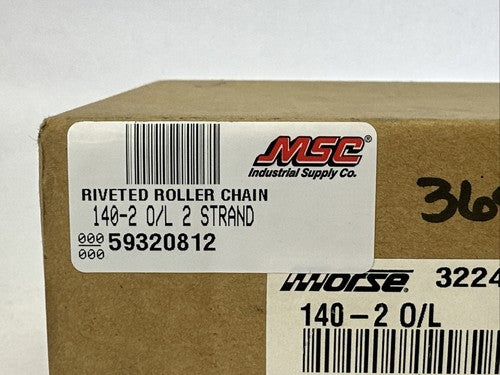 MSC®
Industrial Supply Co.
RIVETED ROLLER CHAIN
140-2 O/L 2 STRAND
000
000 59320812
morse® 3224
140-2 O/L